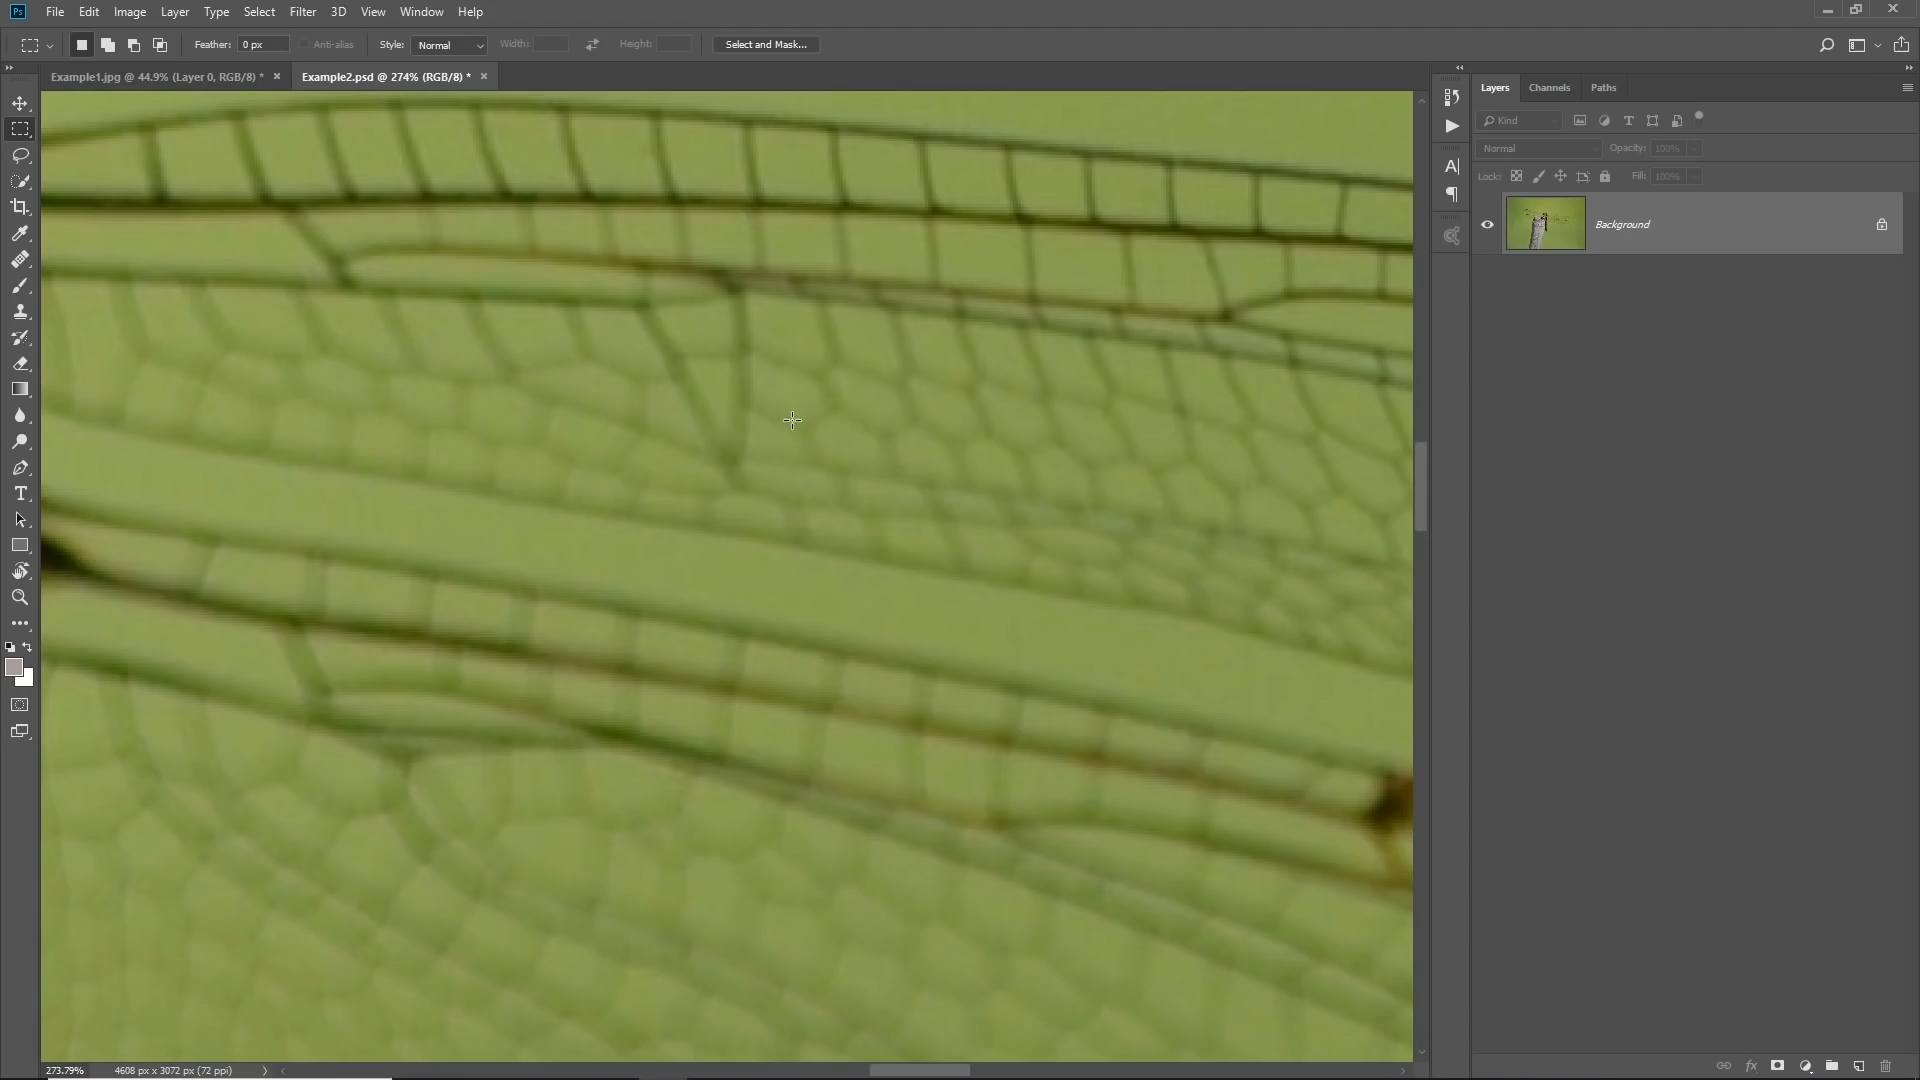 Ps File Edit Image Layer Type Select Filter 3D View Window Help
Feather: 0 px Anti-alias Style: Normal Width: Height: Select and Mask...
Example1.jpg @ 44.9% (Layer 0, RGB/8) * × Example2.psd @ 274% (RGB/8) * ×
Layers Channels Paths
Kind
Normal Opacity: 100%
Lock: Fill: 100%
Background
273.79% 4608 px x 3072 px (72 ppi)